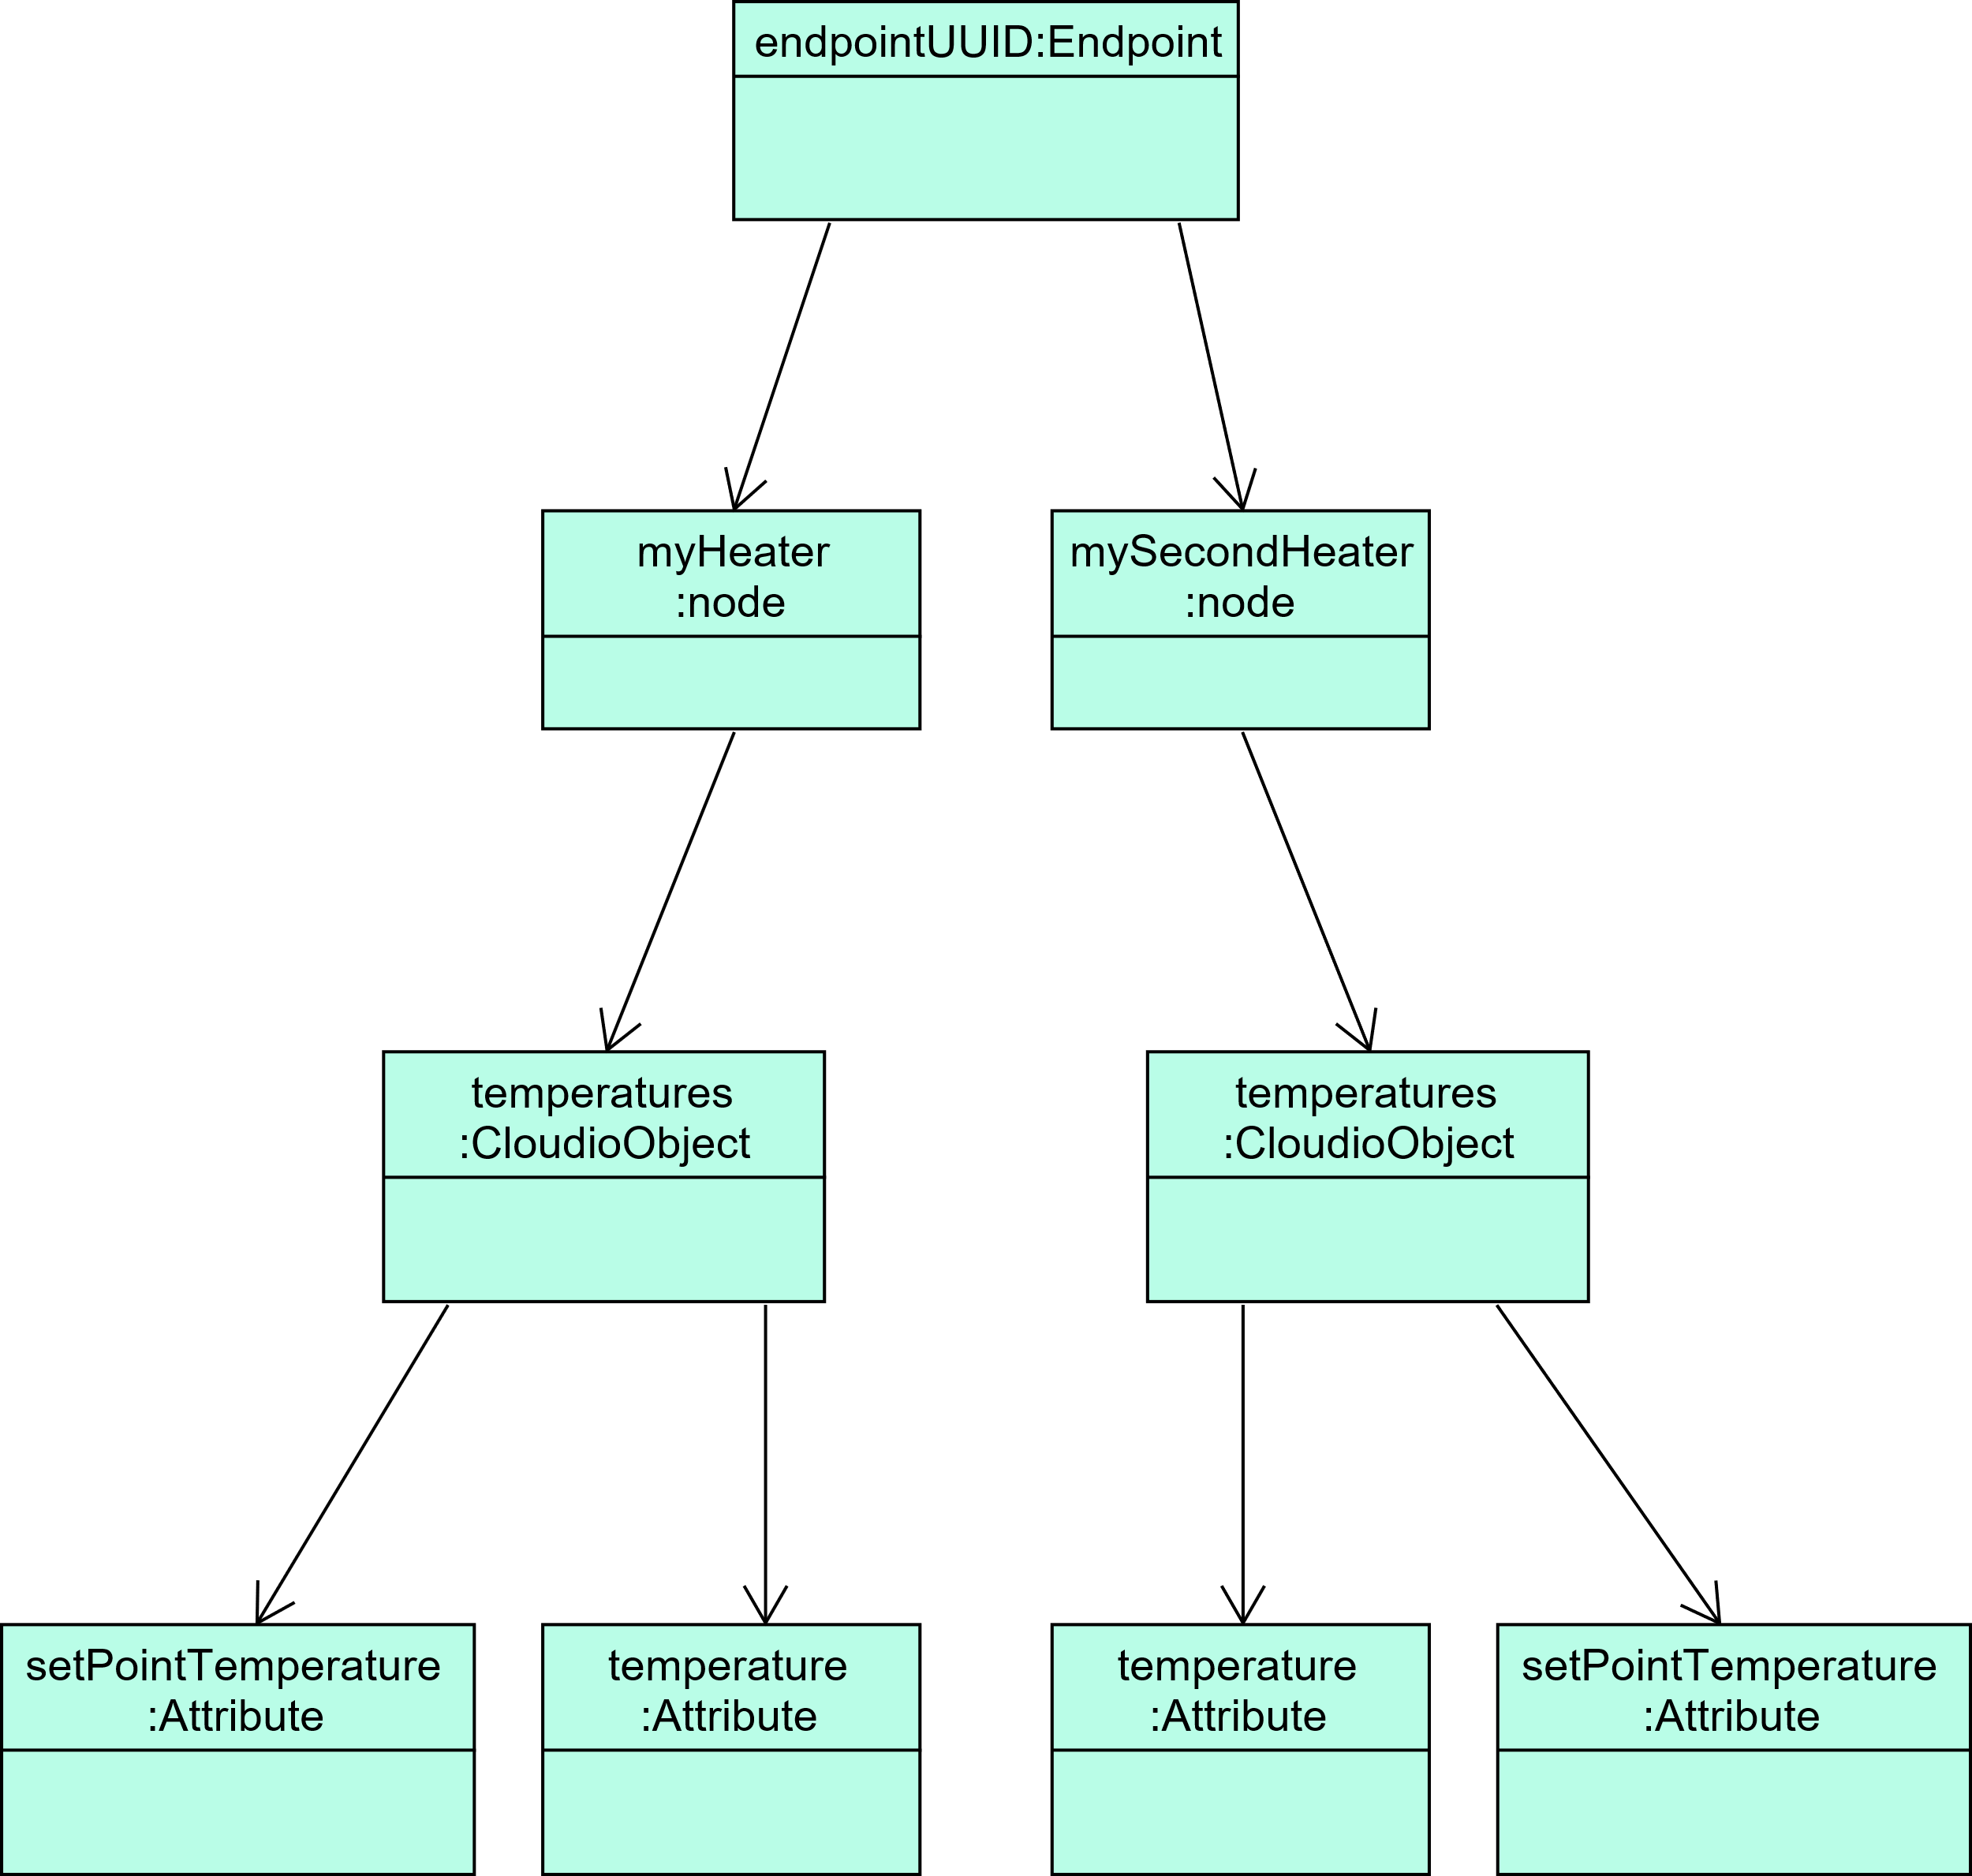 endpointUUID:Endpoint
myHeater
:node
mySecondHeater
:node
temperatures
:CloudioObject
temperatures
:CloudioObject
setPointTemperature
:Attribute
temperature
:Attribute
temperature
:Attribute
setPointTemperature
:Attribute